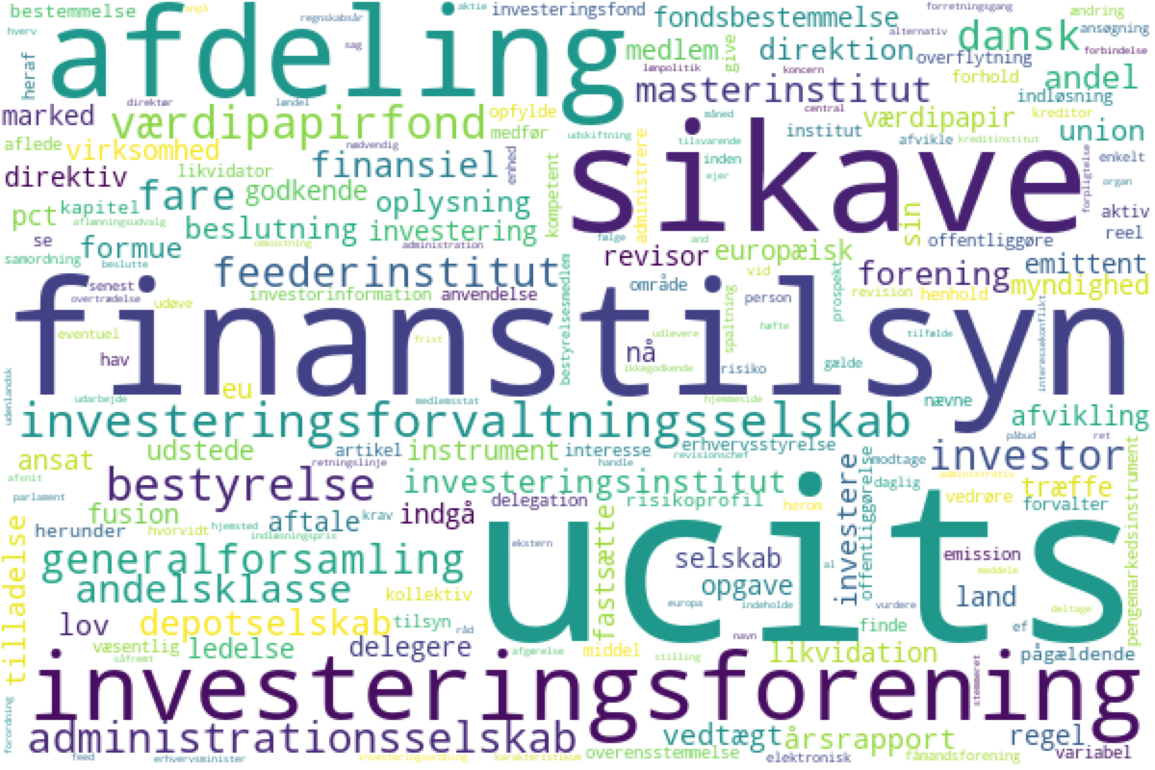 bestemmelse
angå
regnskabsår
aktie
investeringsfond
fondsbestemmelse
forretningsgang
ændring
hverv
afdeling
sag
medlem
give
direktion
alternativ
dansk
ansøgning
overflytning
forbindelse
heraf
lønpolitik
koncern
masterinstitut
forhold
andel
marked
direktør
løndel
opfylde
central
værdipapir
indløsning
kreditor
værdipapirfond
medfør
udskiftning
måned
tilsvarende
institut
afvikle
kreditinstitut
union
aflede
virksomhed
nødvendig
finansiel
enhed
sikave
inden
ejer
enkelt
direktiv
likvidator
fare
godkende
oplysning
kompetent
administrere
forpligtelse
organ
pct
kapitel
aflønningsudvalg
beslutning
investering
sin
aktiv
reel
se
formue
omkostning
administration
følge
and
revisor
europæisk
offentliggøre
emittent
samordning
beslutte
feederinstitut
vid
forening
myndighed
senest
overtrædelse
udøve
investorinformation
anvendelse
bestyrelsesmedlem
område
person
prospekt
revision
henhold
finanstilsyn
eventuel
hav
frist
udlevere
spaltning
hæfte
tilfælde
interessekonflikt
nå
ikkegodkende
risiko
gælde
udenlandsk
udarbejde
eu
medlemsstat
hjemmeside
nævne
investeringsforvaltningsselskab
afvikling
ansat
udstede
artikel
instrument
interesse
erhvervsstyrelse
påbud
ret
afsnit
retningslinje
handle
revisionschef
modtage
investor
parlament
bestyrelse
investeringsinstitut
daglig
administrativ
træffe
fusion
delegation
risikoprofil
investere
offentliggørelse
vedrøre
forvalter
pengemarkedsinstrument
herunder
hvorvidt
hjemsted
aftale
krav
indgå
fastsætte
herom
ucits
indløsningspris
ekstern
generalforsamling
selskab
al
emission
meddele
tilladelse
andelsklasse
kollektiv
europa
opgave
indeholde
vurdere
land
deltage
lov
depotselskab
tilsyn
råd
navn
finde
ef
væsentlig
såfremt
ledelse
delegere
afgørelse
middel
stilling
likvidation
stemmeret
pågældende
investeringsforening
forordning
administrationsselskab
vedtægt
årsrapport
regel
feed
erhvervsminister
investeringsordning
karakteristikum
overensstemmelse
elektronisk
fåmandsforening
variabel